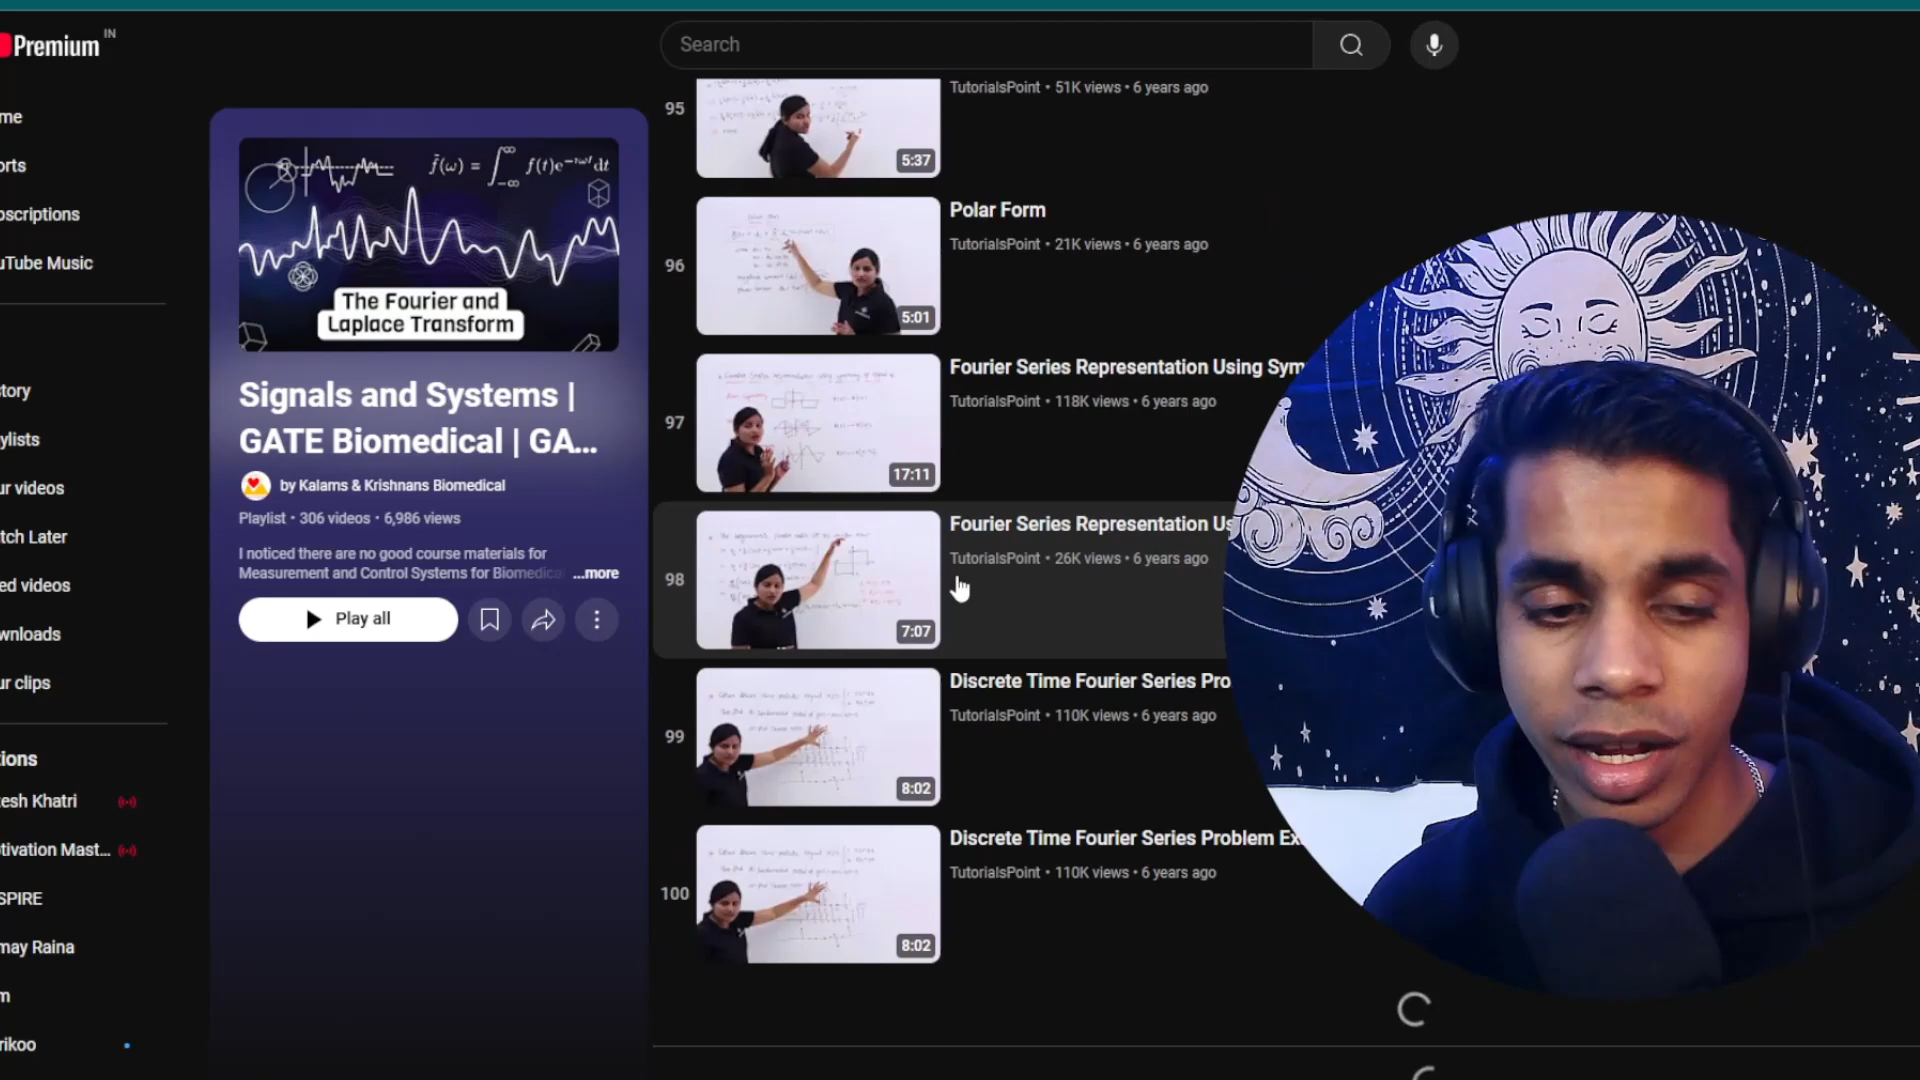 Premium IN
Search
me
orts
bscriptions
uTube Music
story
ylists
ur videos
tch Later
ed videos
wnloads
ur clips
tions
tesh Khatri
otivation Mast...
SPIRE
may Raina
m
rikoo
f(ω) = ∫ f(t)e dt
The Fourier and
Laplace Transform
Signals and Systems |
GATE Biomedical | GA...
by Kalams & Krishnans Biomedical
Playlist • 306 videos • 6,986 views
I noticed there are no good course materials for
Measurement and Control Systems for Biomedica ...more
Play all
95
5:37
TutorialsPoint • 51K views • 6 years ago
96
5:01
Polar Form
TutorialsPoint • 21K views • 6 years ago
97
17:11
Fourier Series Representation Using Sym
TutorialsPoint • 118K views • 6 years ago
98
7:07
Fourier Series Representation Us
TutorialsPoint • 26K views • 6 years ago
99
8:02
Discrete Time Fourier Series Pro
TutorialsPoint • 110K views • 6 years ago
100
8:02
Discrete Time Fourier Series Problem Ex
TutorialsPoint • 110K views • 6 years ago